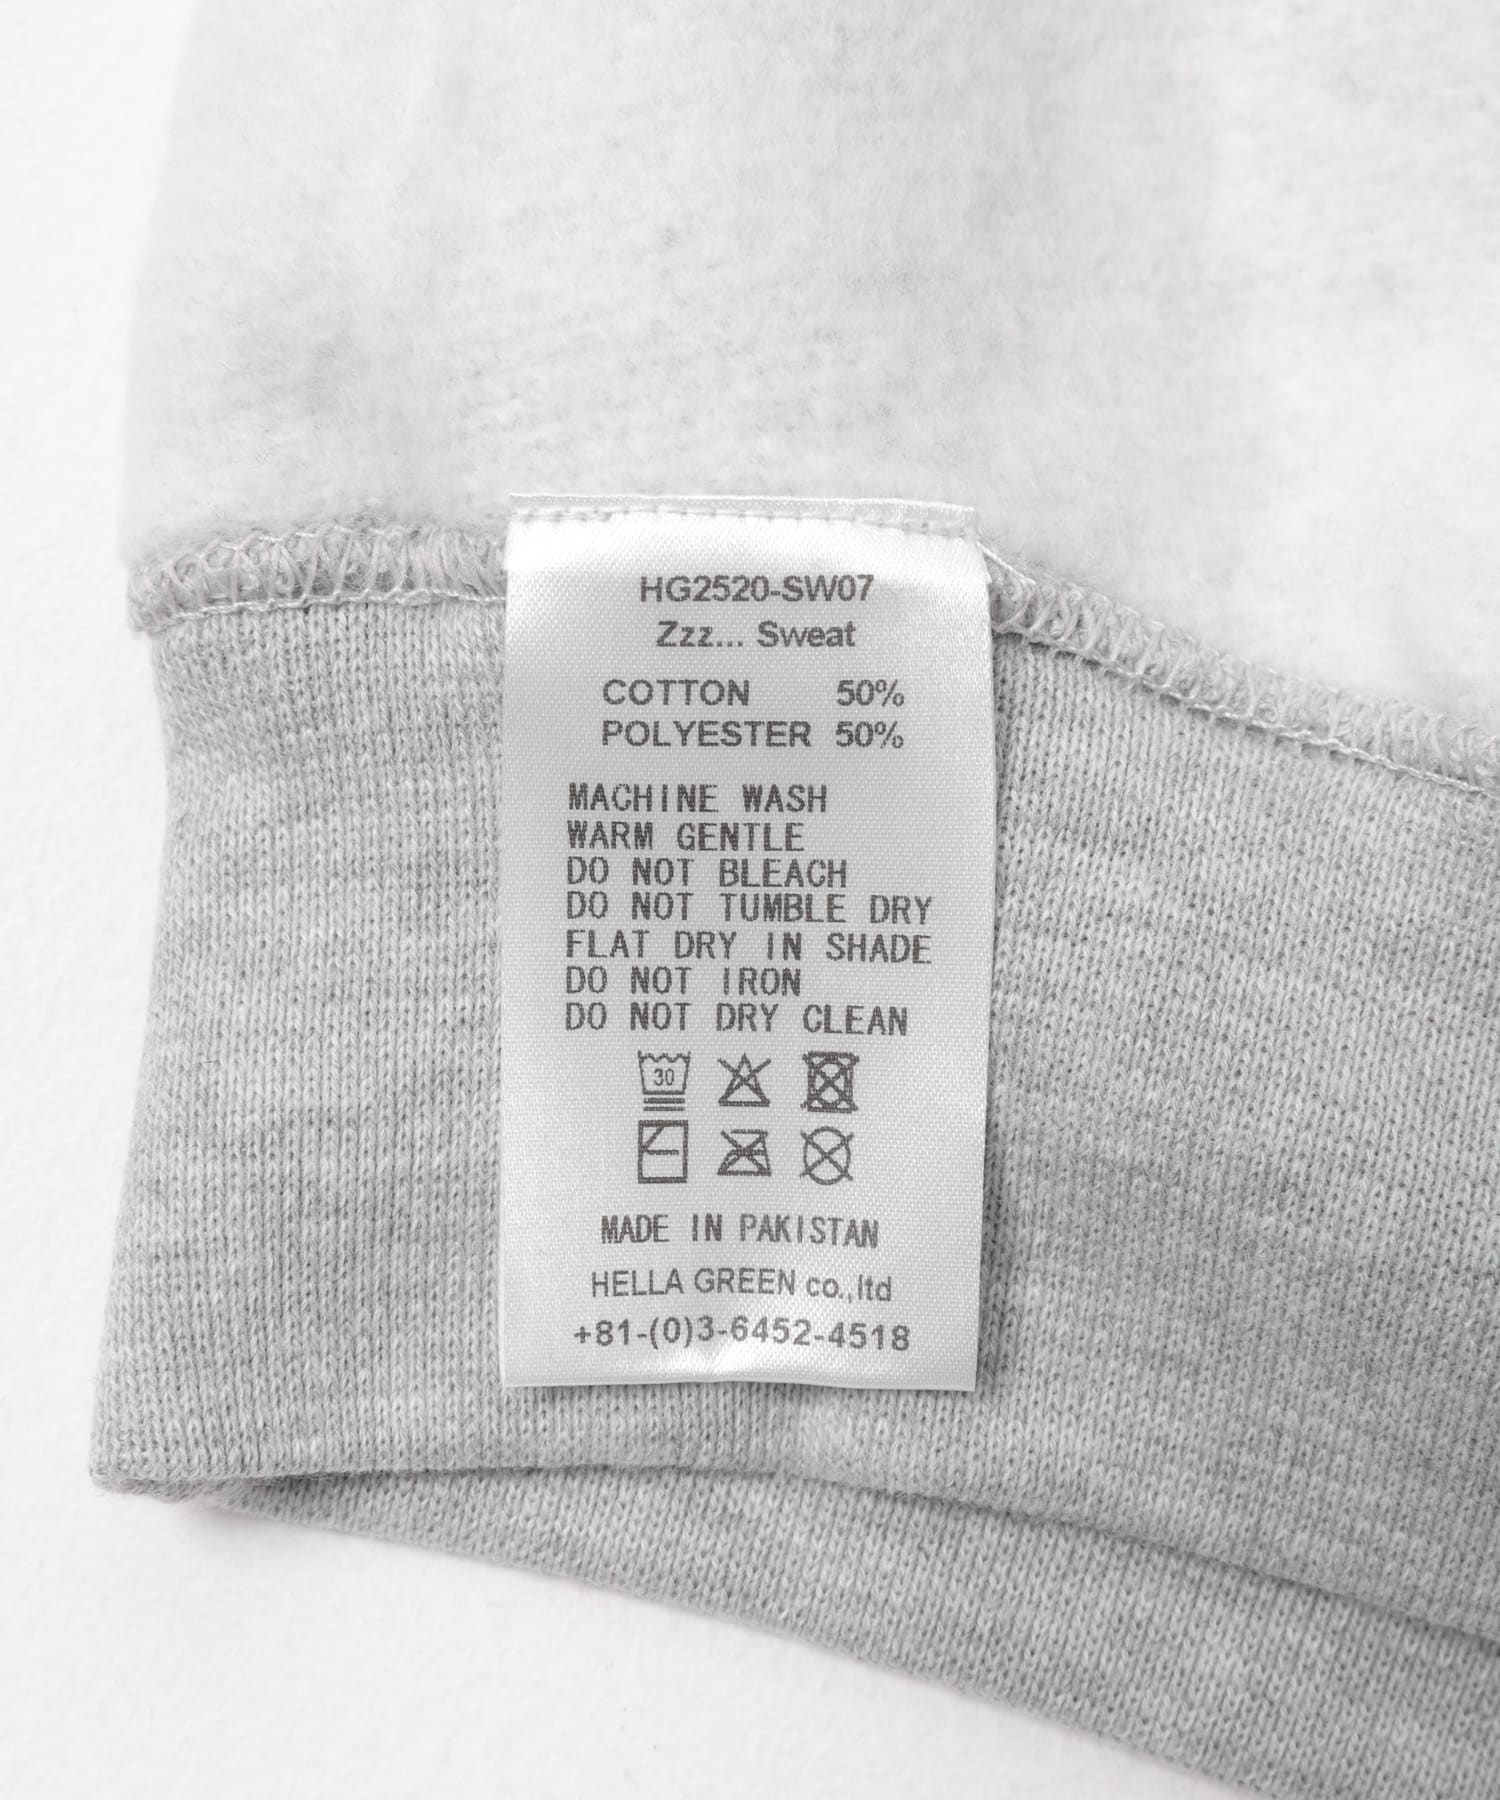 HG2520-SW07
Zzz... Sweat
COTTON 50%
POLYESTER 50%
MACHINE WASH
WARM GENTLE
DO NOT BLEACH
DO NOT TUMBLE DRY
FLAT DRY IN SHADE
DO NOT IRON
DO NOT DRY CLEAN
30
MADE IN PAKISTAN
HELLA GREEN co.,ltd
+81-(0)3-6452-4518